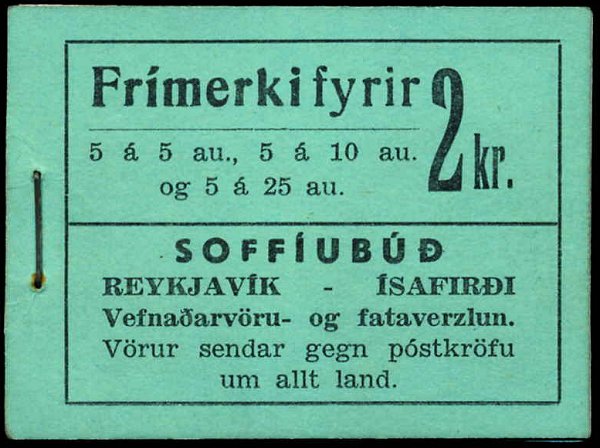 Frímerki fyrir 2 kr.
5 á 5 au., 5 á 10 au.
og 5 á 25 au.
SOFFÍUBÚÐ
REYKJAVÍK - ÍSAFIRÐI
Vefnaðarvöru- og fataverzlun.
Vörur sendar gegn póstkröfu
um allt land.